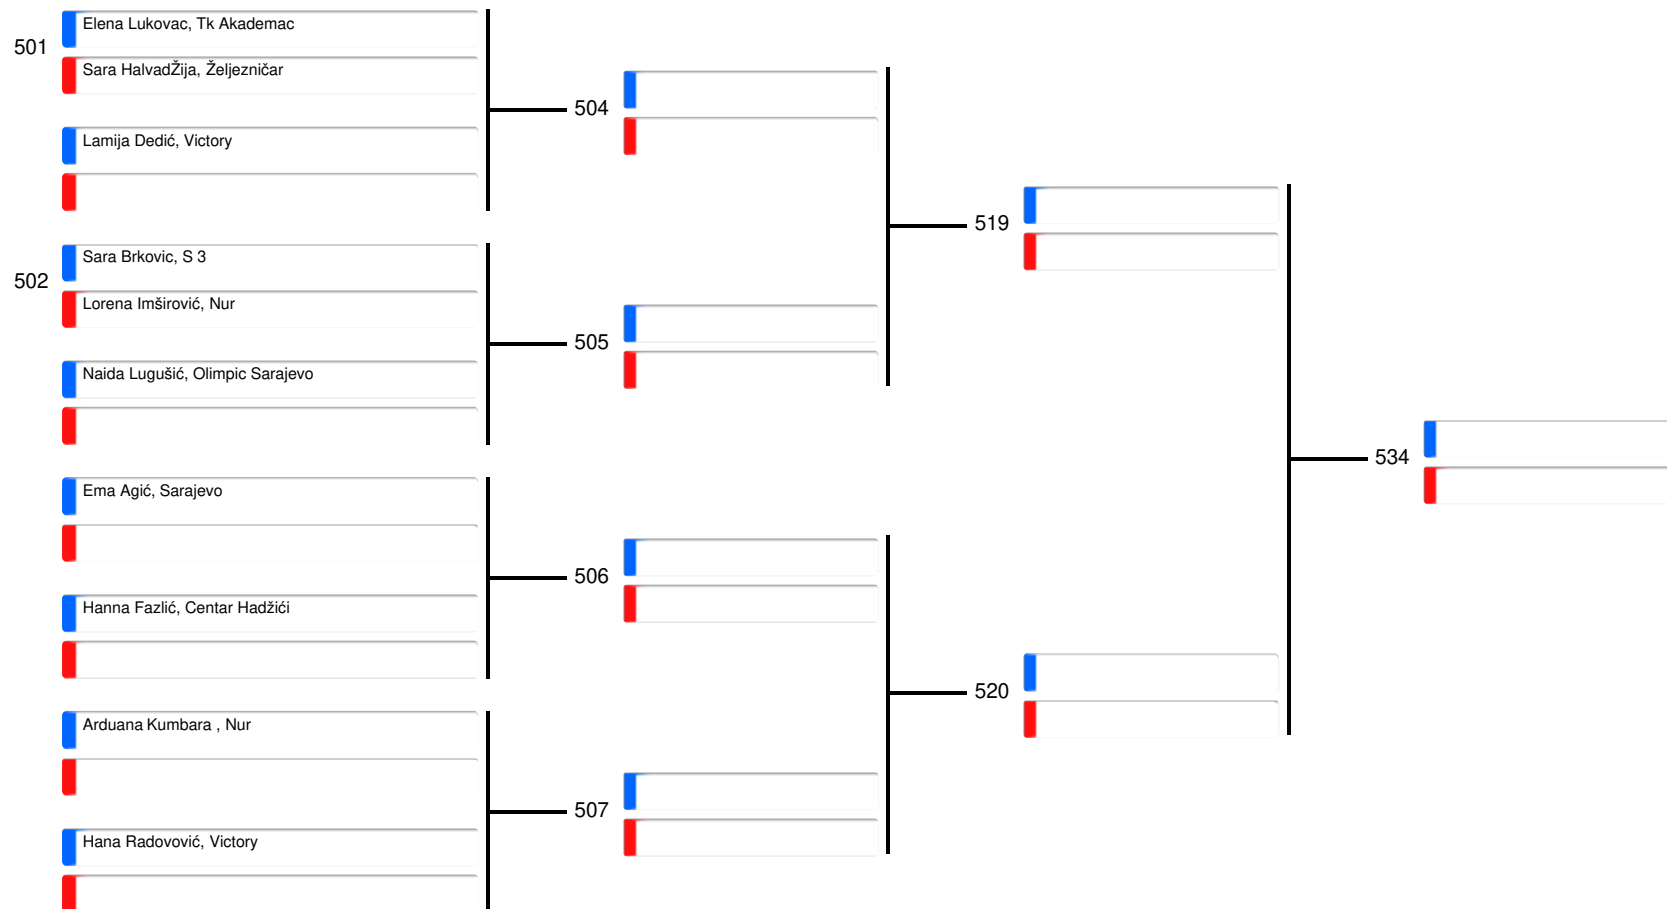 501
Elena Lukovac, Tk Akademac
Sara HalvadŽija, Željezničar
Lamija Dedić, Victory
502
Sara Brkovic, S 3
Lorena Imširović, Nur
Naida Lugušić, Olimpic Sarajevo
Ema Agić, Sarajevo
Hanna Fazlić, Centar Hadžići
Arduana Kumbara , Nur
Hana Radovović, Victory
504
505
506
507
519
520
534